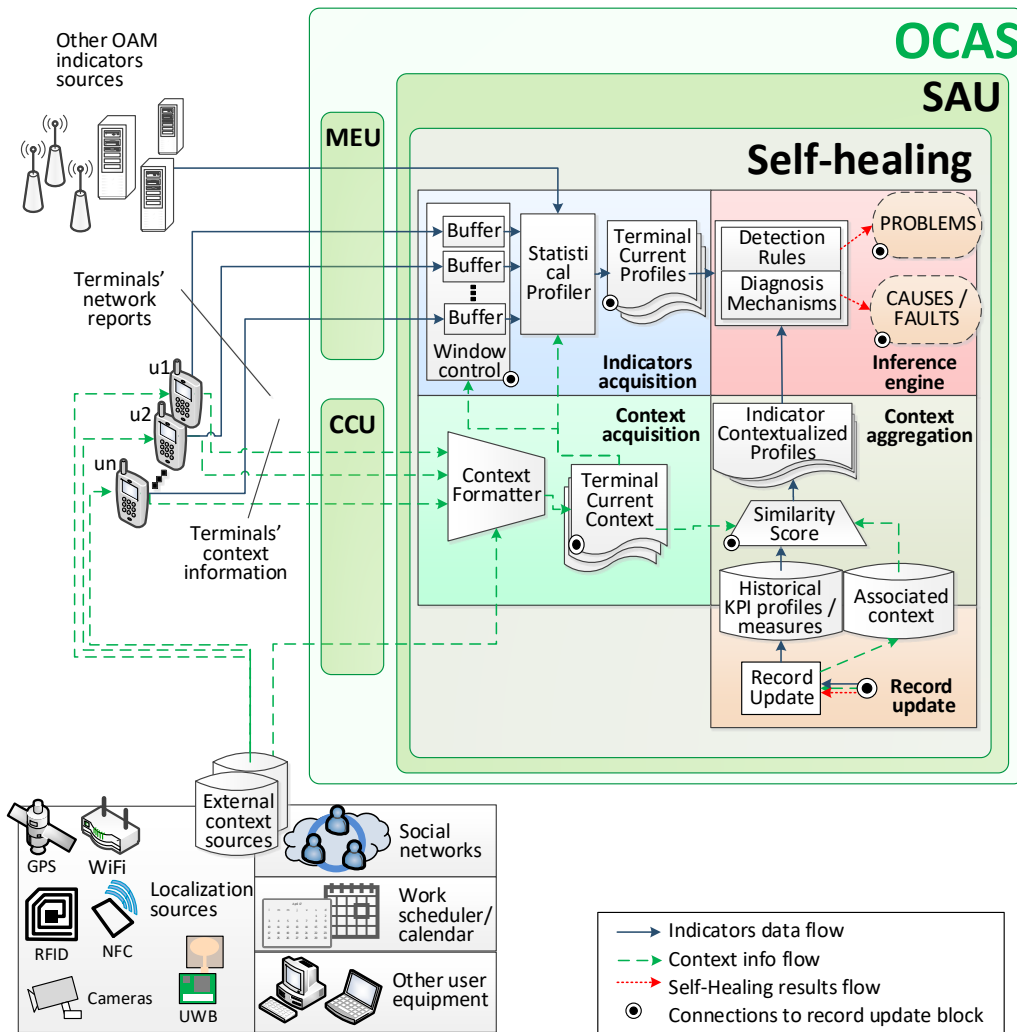 OCAS
SAU
Self-healing
Other OAM
indicators
sources
MEU
Buffer
Buffer
Buffer
Window
control
Statisti
cal
Profiler
Terminal
Current
Profiles
Indicators
acquisition
Detection
Rules
Diagnosis
Mechanisms
PROBLEMS
CAUSES /
FAULTS
Inference
engine
Terminals’
network
reports
u1
u2
un
Terminals’
context
information
CCU
Context
acquisition
Context
Formatter
Terminal
Current
Context
Indicator
Contextualized
Profiles
Context
aggregation
Similarity
Score
Historical
KPI profiles /
measures
Associated
context
Record
Update
Record
update
External
context
sources
GPS
WiFi
Localization
sources
RFID
NFC
Cameras
UWB
Social
networks
Work
scheduler/
calendar
Other user
equipment
Indicators data flow
Context info flow
Self-Healing results flow
Connections to record update block